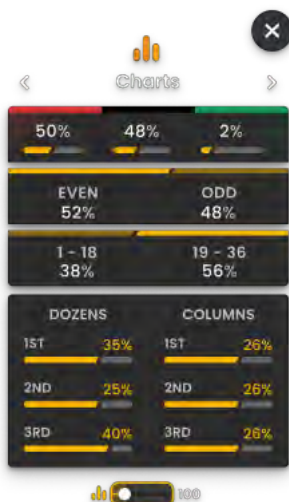 Charts
50% 48% 2%
EVEN ODD
52% 48%
1 - 18 19 - 36
38% 56%
DOZENS COLUMNS
1ST 35% 1ST 26%
2ND 25% 2ND 26%
3RD 40% 3RD 26%
100